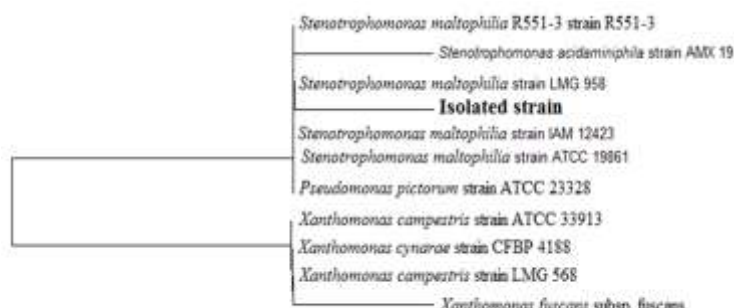 Stenotrophomonas maltophilia R551-3 strain R551-3
Stenotrophomonas acidaminiphila strain AMX 19
Stenotrophomonas maltophilia strain LMG 958
Isolated strain
Stenotrophomonas maltophilia strain IAM 12423
Stenotrophomonas maltophilia strain ATCC 19861
Pseudomonas pictorum strain ATCC 23328
Xanthomonas campestris strain ATCC 33913
Xanthomonas cynarae strain CFBP 4188
Xanthomonas campestris strain LMG 568
Xanthomonas fuscans subsp. fuscans